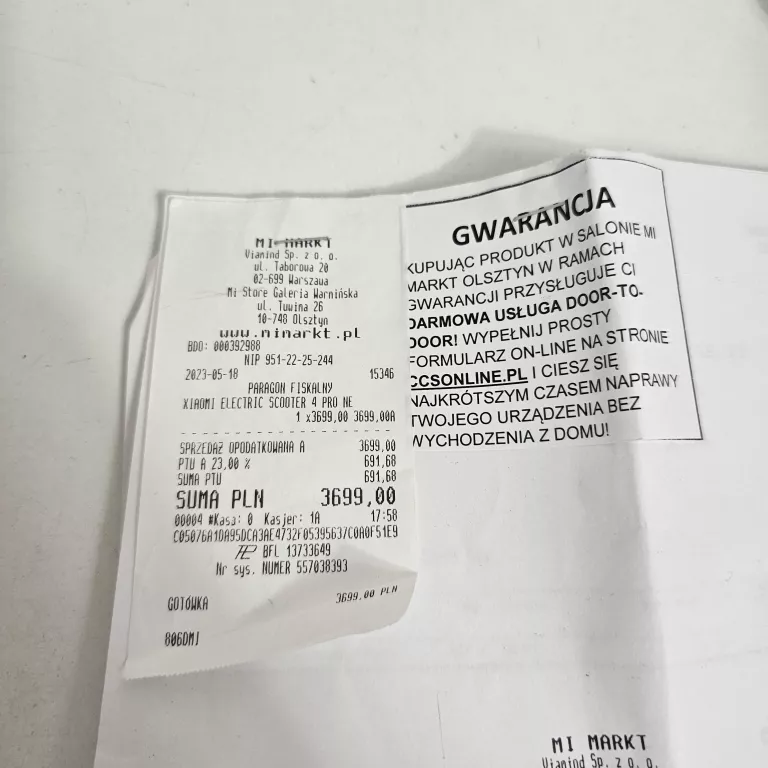 MI MARKT
Viamind Sp. z o. o.
ul. Taborowa 20
02-699 Warszawa
Mi Store Galeria Warmińska
ul. Tuwima 26
10-748 Olsztyn
www.mimarkt.pl
BDO: 000392988
NIP 951-22-25-244
2023-05-18 15346
PARAGON FISKALNY
XIAOMI ELECTRIC SCOOTER 4 PRO NE
1 x3699,00 3699,00A
SPRZEDAŻ OPODATKOWANA A 3699,00
PTU A 23,00 % 691,68
SUMA PTU 691,68
SUMA PLN 3699,00
00004 #Kasa: 0 Kasjer: 1A 17:58
C05076A1DA95DCA3AE4732F05395637C0A0F51E9
BFL 13733649
Nr sys. NUMER 557038393
GOTÓWKA 3699,00 PLN
806DMJ
GWARANCJA
KUPUJĄC PRODUKT W SALONIE MI
MARKT OLSZTYN W RAMACH
GWARANCJI PRZYSŁUGUJE CI
DARMOWA USŁUGA DOOR-TO-
DOOR! WYPEŁNIJ PROSTY
FORMULARZ ON-LINE NA STRONIE
CCSONLINE.PL I CIESZ SIĘ
NAJKRÓTSZYM CZASEM NAPRAWY
TWOJEGO URZĄDZENIA BEZ
WYCHODZENIA Z DOMU!
MI MARKT
Viamind Sp. z o. o.